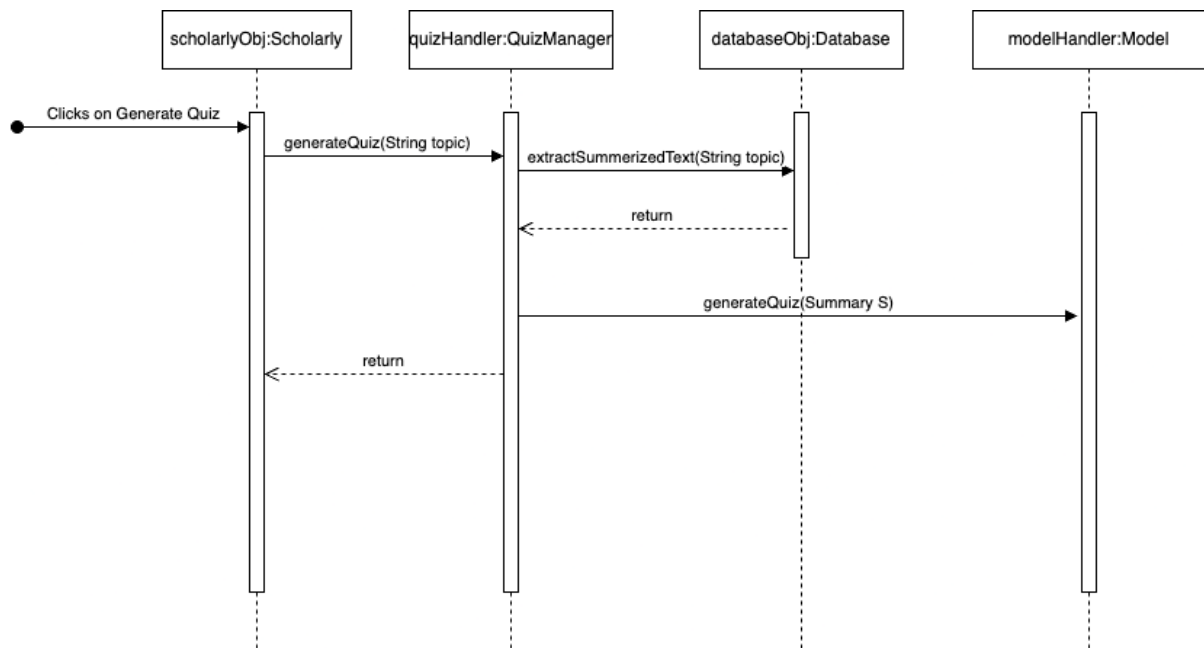 scholarlyObj:Scholarly
quizHandler:QuizManager
databaseObj:Database
modelHandler:Model
Clicks on Generate Quiz
generateQuiz(String topic)
extractSummerizedText(String topic)
return
generateQuiz(Summary S)
return